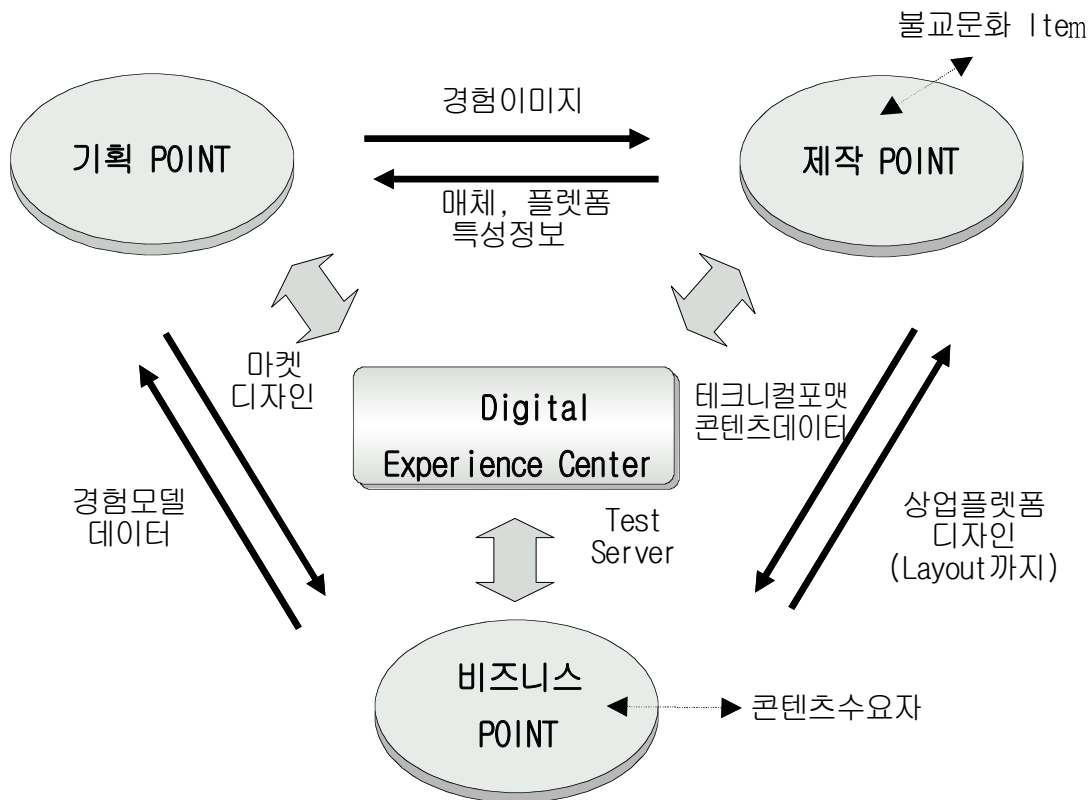 불교문화 Item
경험이미지
기획 POINT
제작 POINT
매체, 플렛폼
특성정보
마켓
디자인
Digital
Experience Center
테크니컬포맷
콘텐츠데이터
경험모델
데이터
Test
Server
상업플렛폼
디자인
(Layout까지)
비즈니스
POINT
콘텐츠수요자